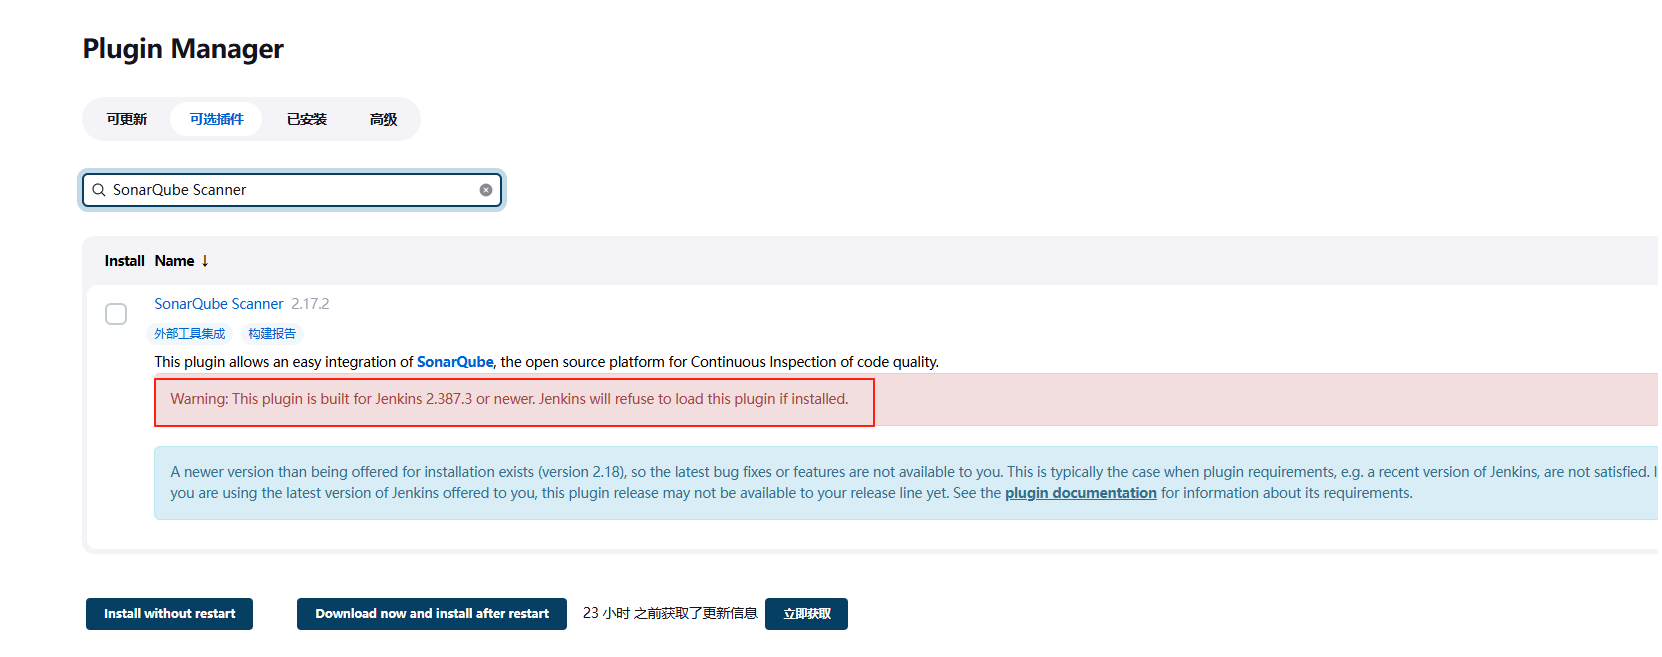 Plugin Manager
可更新 可选插件 已安装 高级
SonarQube Scanner
Install Name ↓
SonarQube Scanner 2.17.2
外部工具集成 构建报告
This plugin allows an easy integration of SonarQube, the open source platform for Continuous Inspection of code quality.
Warning: This plugin is built for Jenkins 2.387.3 or newer. Jenkins will refuse to load this plugin if installed.
A newer version than being offered for installation exists (version 2.18), so the latest bug fixes or features are not available to you. This is typically the case when plugin requirements, e.g. a recent version of Jenkins, are not satisfied.
you are using the latest version of Jenkins offered to you, this plugin release may not be available to your release line yet. See the plugin documentation for information about its requirements.
Install without restart Download now and install after restart 23 小时 之前获取了更新信息 立即获取